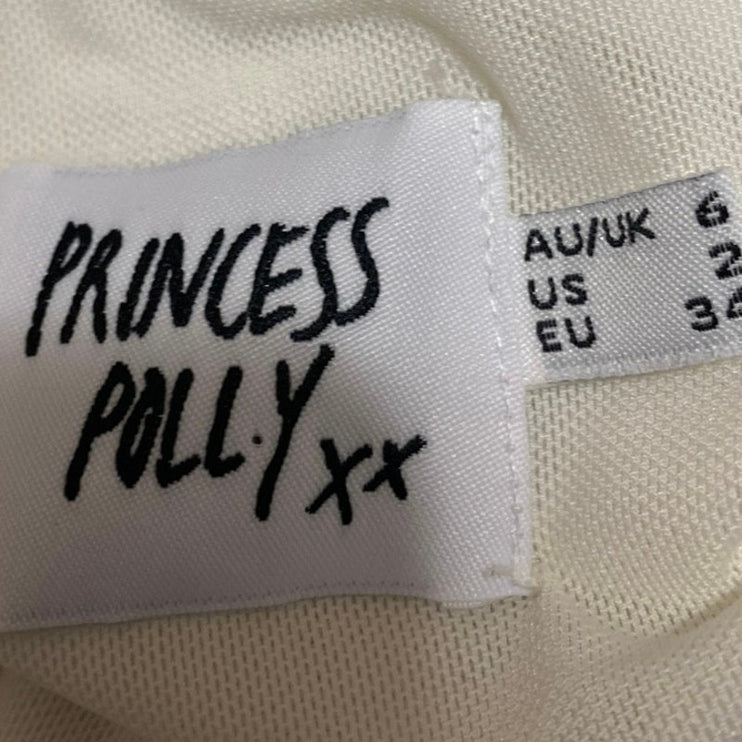 PRINCESS
POLLY xx
AU/UK 6
US 2
EU 34